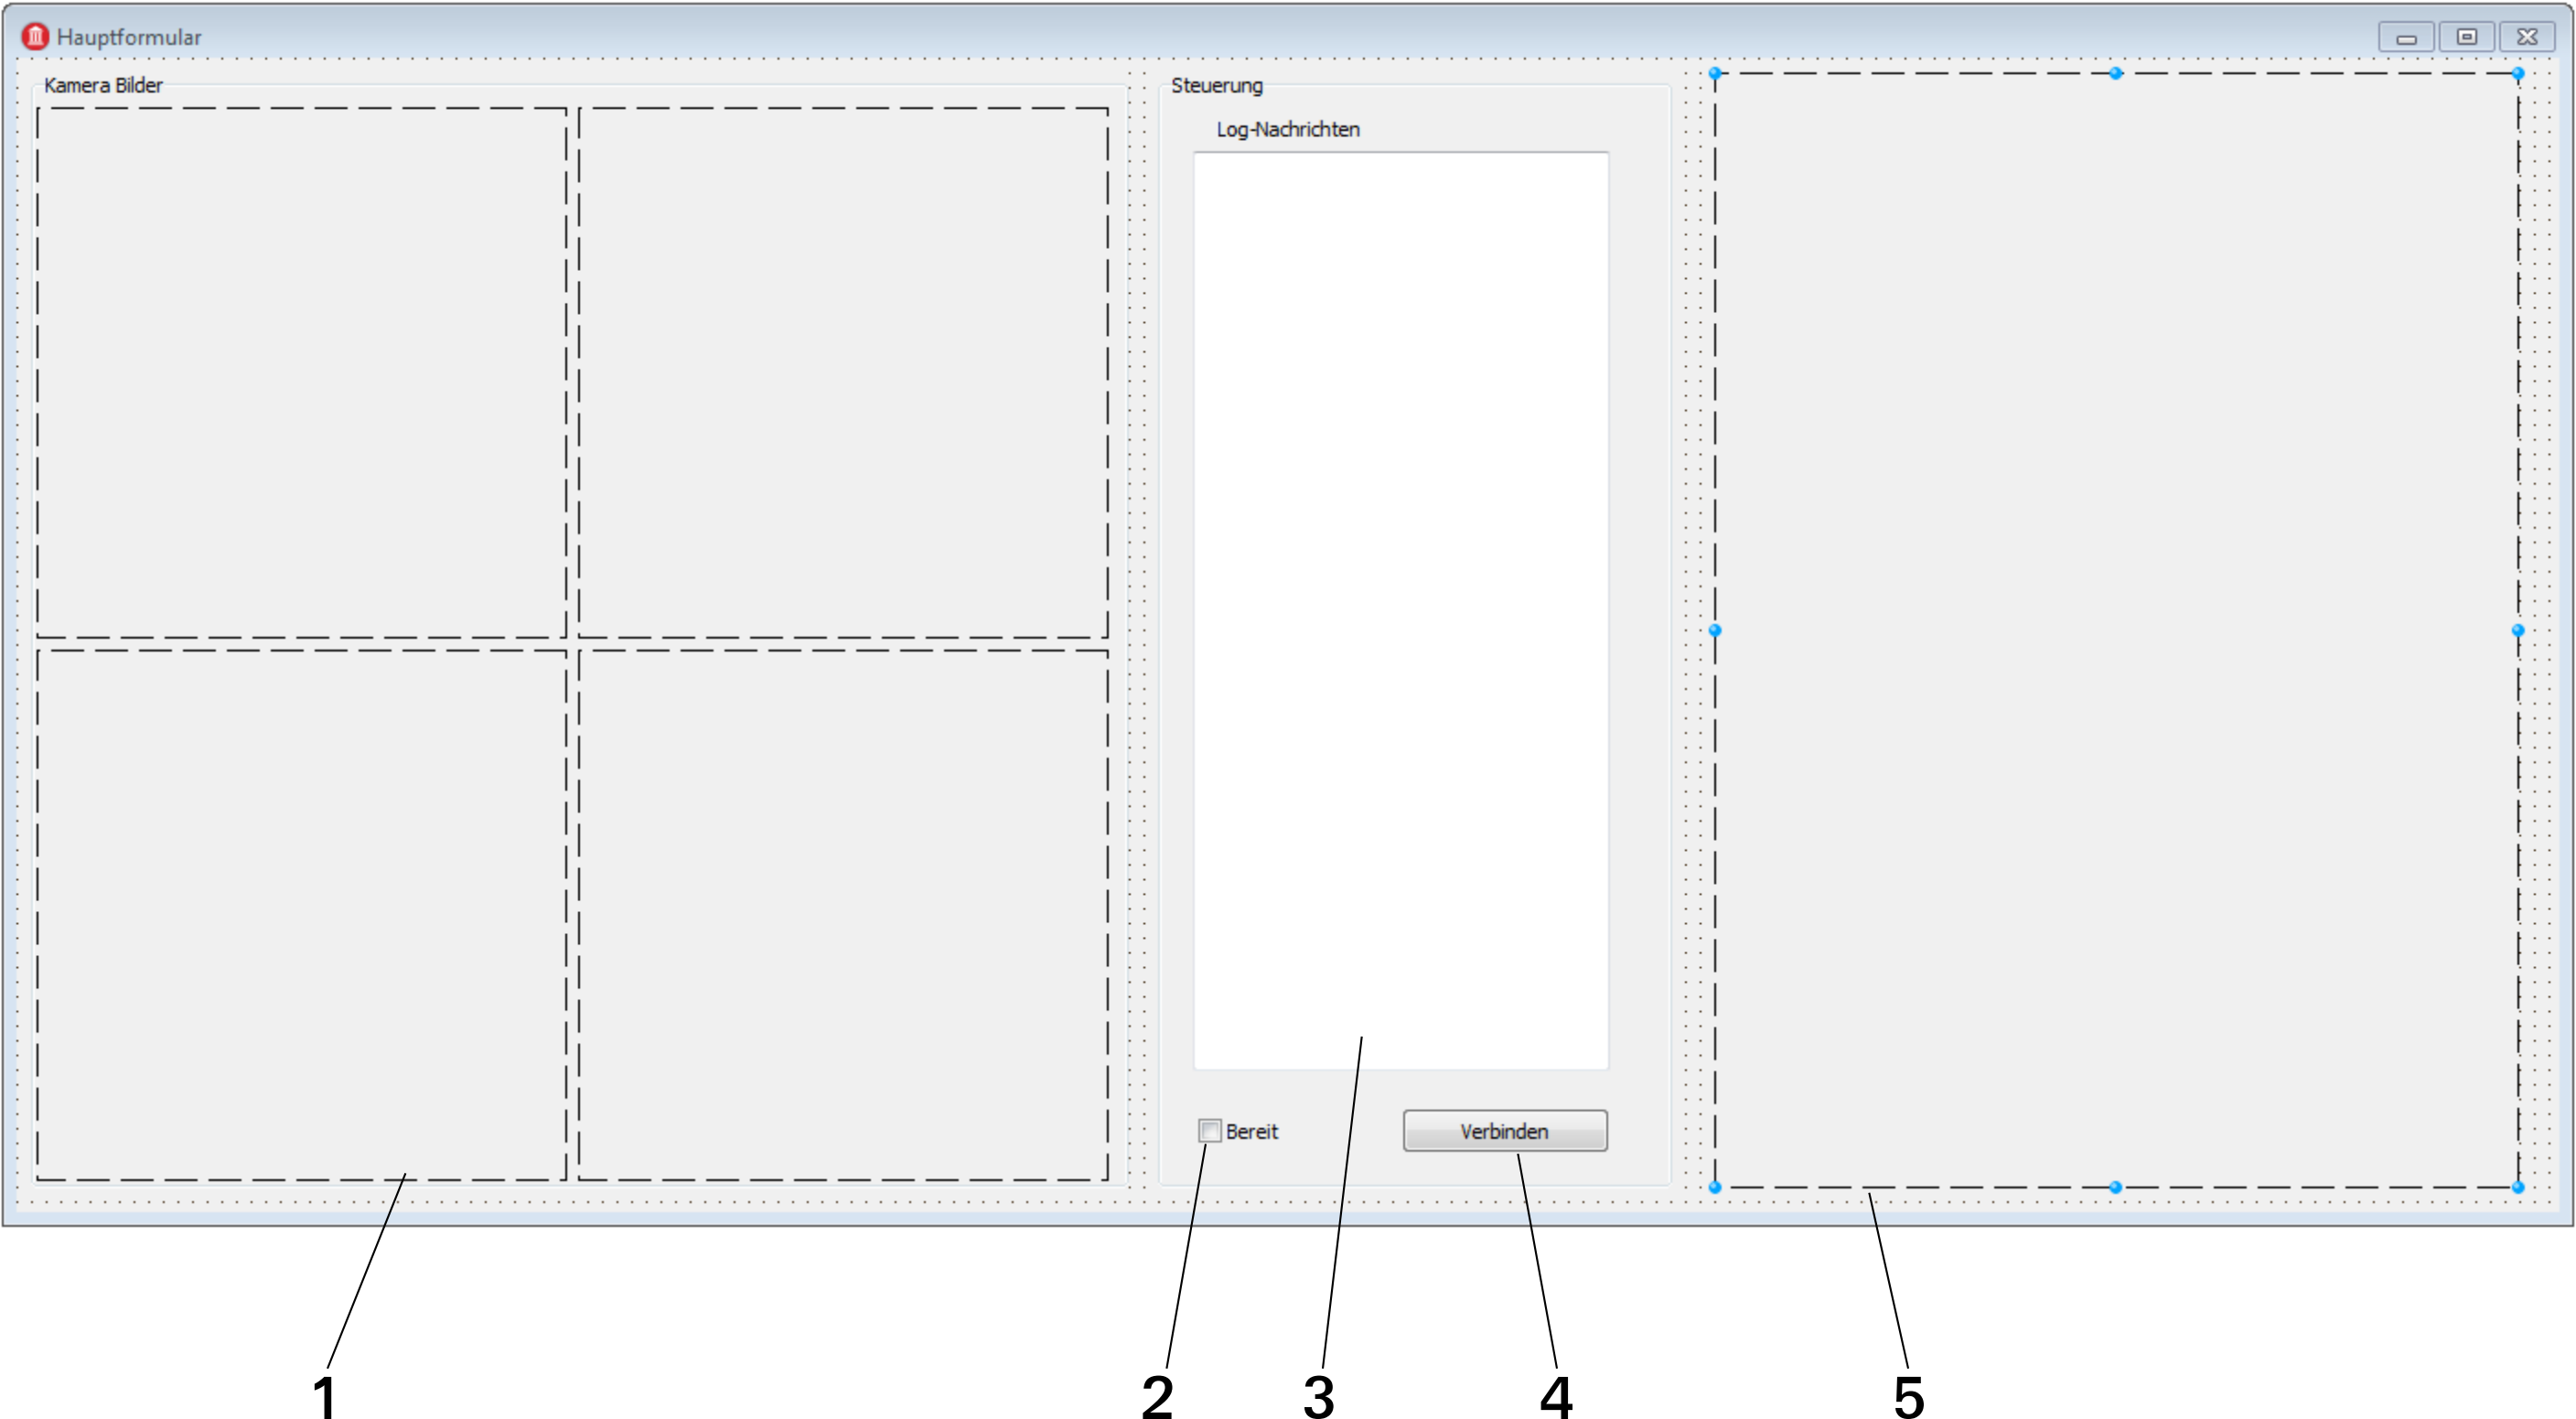 Hauptformular
Kamera Bilder
Steuerung
Log-Nachrichten
Bereit
Verbinden
1
2
3
4
5